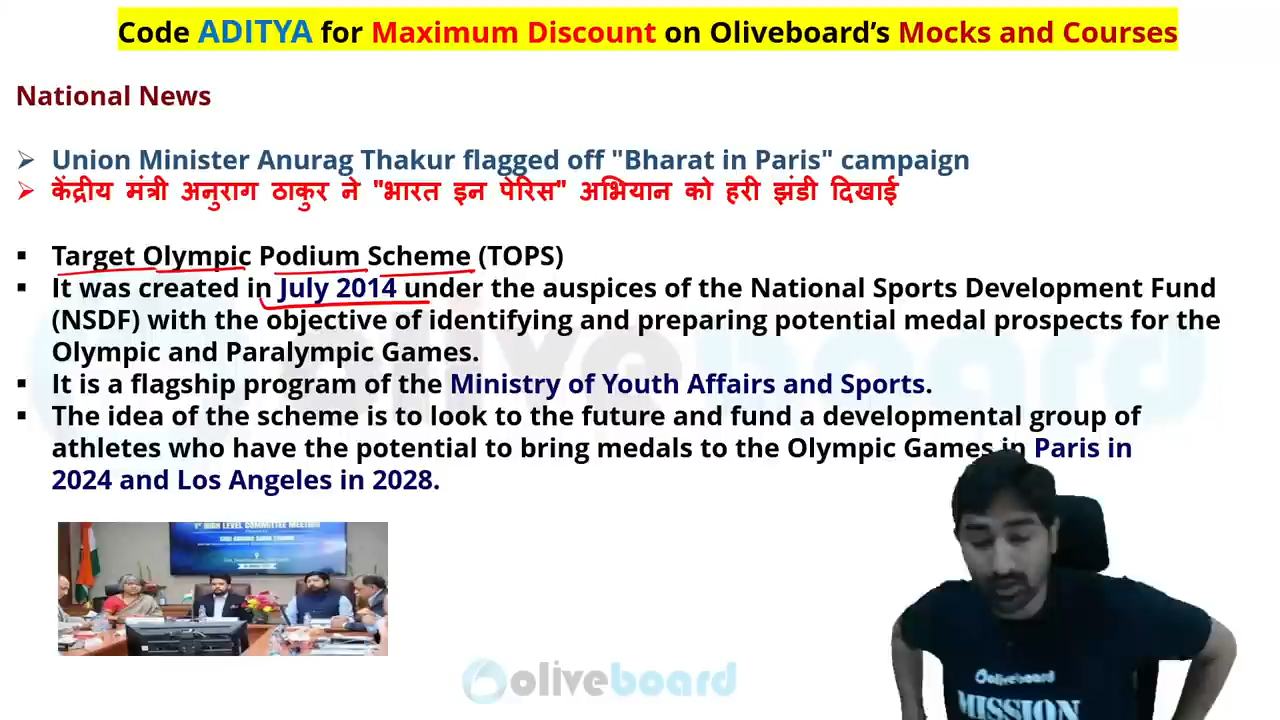 Code ADITYA for Maximum Discount on Oliveboard’s Mocks and Courses
National News
Union Minister Anurag Thakur flagged off "Bharat in Paris" campaign
केंद्रीय मंत्री अनुराग ठाकुर ने "भारत इन पेरिस" अभियान को हरी झंडी दिखाई
Target Olympic Podium Scheme (TOPS)
It was created in July 2014 under the auspices of the National Sports Development Fund
(NSDF) with the objective of identifying and preparing potential medal prospects for the
Olympic and Paralympic Games.
It is a flagship program of the Ministry of Youth Affairs and Sports.
The idea of the scheme is to look to the future and fund a developmental group of
athletes who have the potential to bring medals to the Olympic Games in Paris in
2024 and Los Angeles in 2028.
1st HIGH LEVEL COMMITTEE MEETING
oliveboard
oliveboard
MISSION